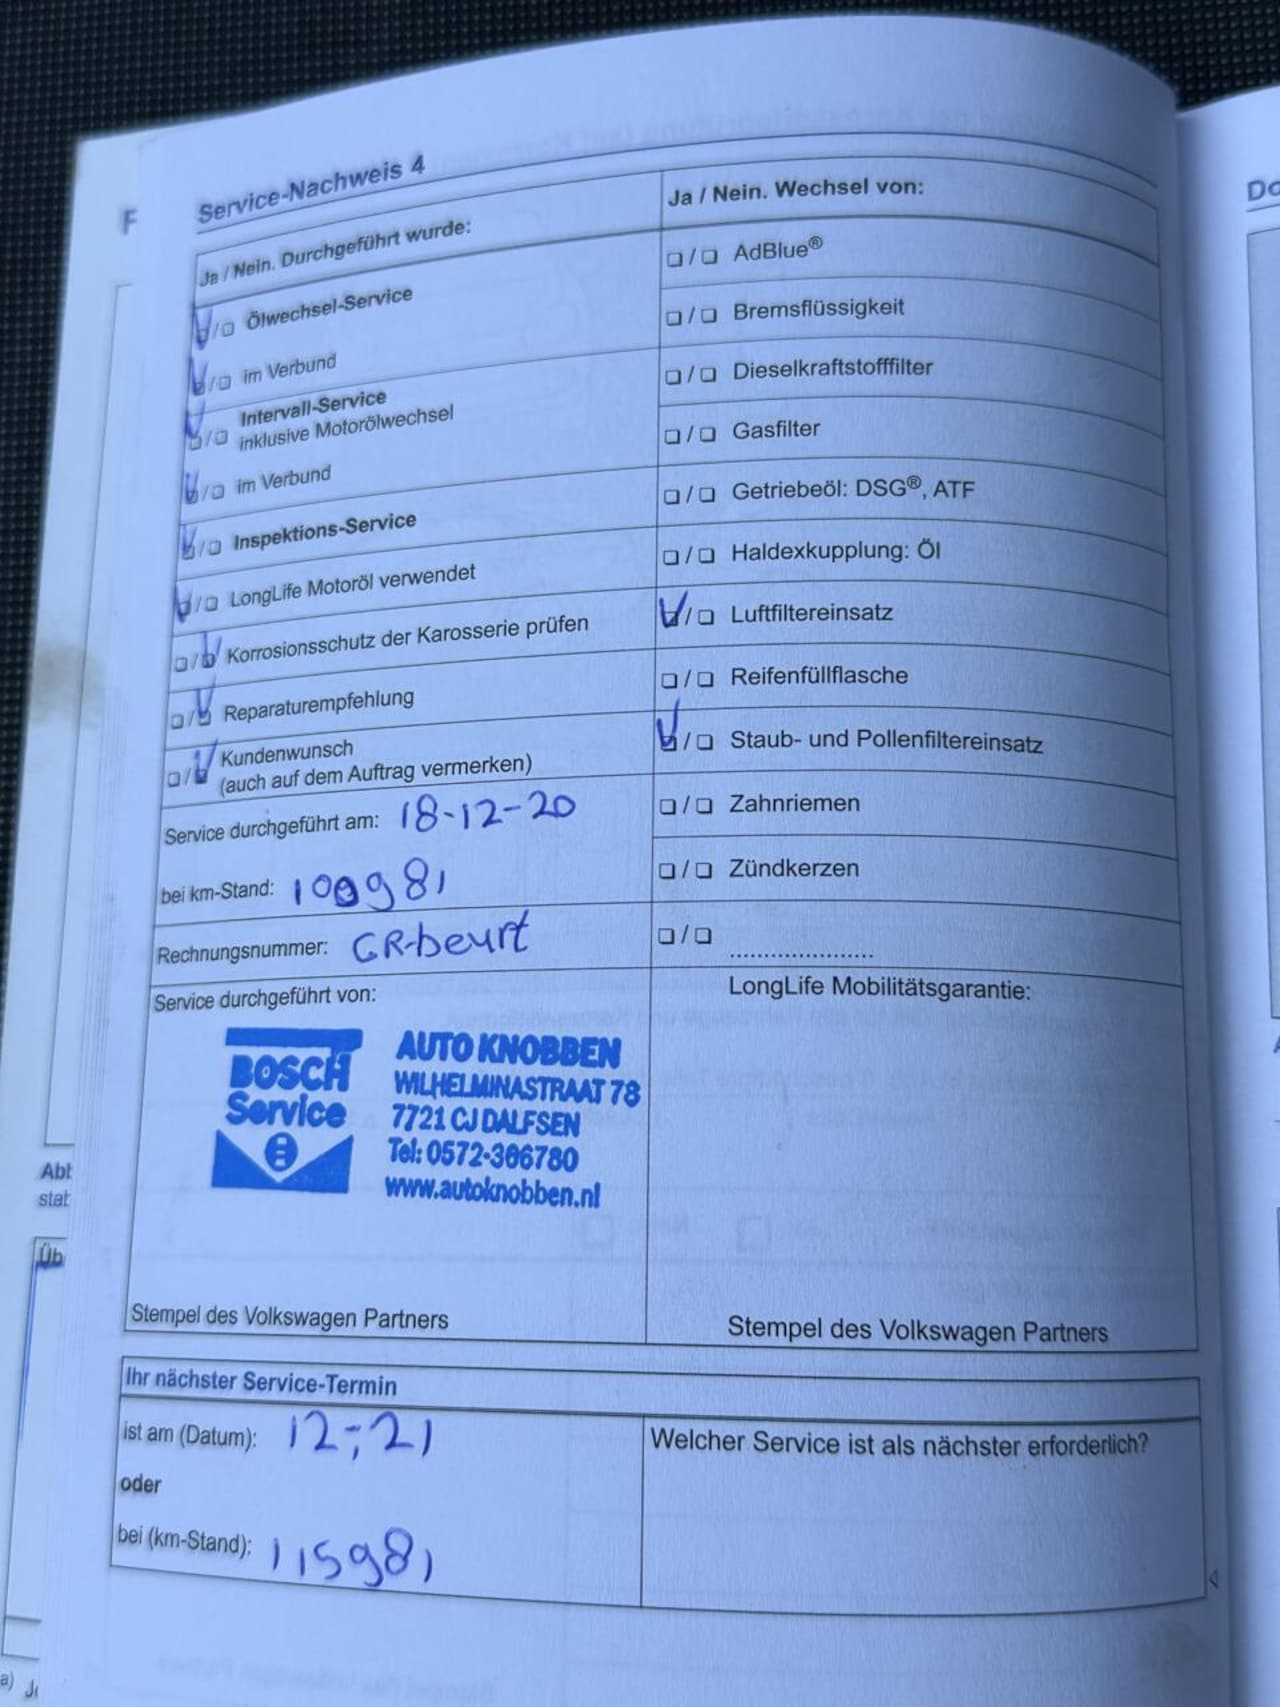 Service-Nachweis 4
Ja / Nein. Durchgeführt wurde:
❏/❏ Ölwechsel-Service
❏/❏ im Verbund
❏/❏ Intervall-Service
inklusive Motorölwechsel
❏/❏ im Verbund
❏/❏ Inspektions-Service
❏/❏ LongLife Motoröl verwendet
❏/❏ Korrosionsschutz der Karosserie prüfen
❏/❏ Reparaturempfehlung
❏/❏ Kundenwunsch
(auch auf dem Auftrag vermerken)
Service durchgeführt am: 18-12-20
bei km-Stand: 100981
Rechnungsnummer: GR-beurt
Service durchgeführt von:
BOSCH
Service
AUTO KNOBBEN
WILHELMINASTRAAT 78
7721 CJ DALFSEN
Tel: 0572-366780
www.autoknobben.nl
Stempel des Volkswagen Partners
Ja / Nein. Wechsel von:
❏/❏ AdBlue®
❏/❏ Bremsflüssigkeit
❏/❏ Dieselkraftstofffilter
❏/❏ Gasfilter
❏/❏ Getriebeöl: DSG®, ATF
❏/❏ Haldexkupplung: Öl
❏/❏ Luftfiltereinsatz
❏/❏ Reifenfüllflasche
❏/❏ Staub- und Pollenfiltereinsatz
❏/❏ Zahnriemen
❏/❏ Zündkerzen
❏/❏ ......................
LongLife Mobilitätsgarantie:
Stempel des Volkswagen Partners
Ihr nächster Service-Termin
ist am (Datum): 12-21
oder
bei (km-Stand): 115981
Welcher Service ist als nächster erforderlich?
Abt
stat
Üb
a)
Do